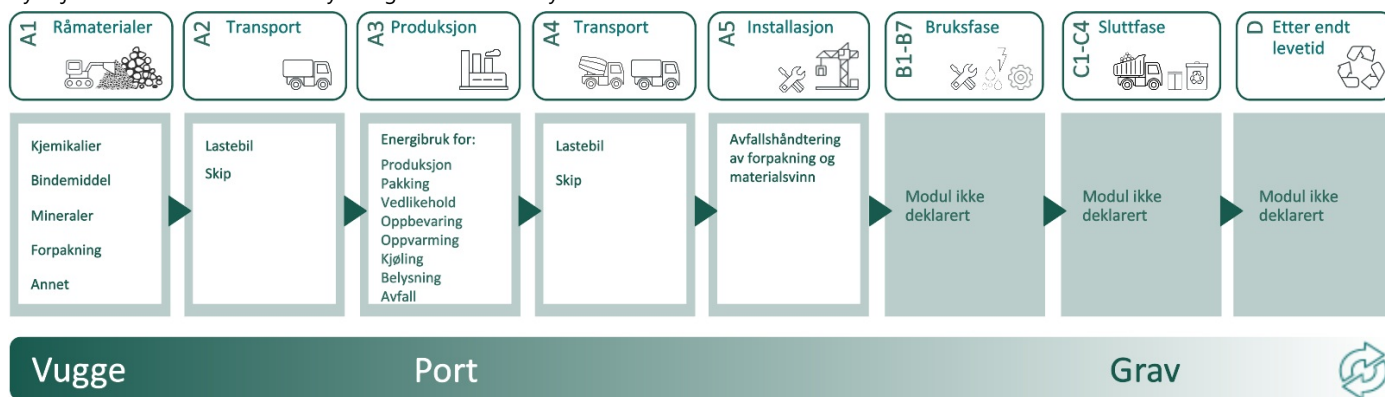 A1 Råmaterialer
A2 Transport
A3 Produksjon
A4 Transport
A5 Installasjon
B1-B7 Bruksfase
C1-C4 Sluttfase
D Etter endt
levetid
Kjemikalier
Bindemiddel
Mineraler
Forpakning
Annet
Lastebil
Skip
Energibruk for:
Produksjon
Pakking
Vedlikehold
Oppbevaring
Oppvarming
Kjøling
Belysning
Avfall
Lastebil
Skip
Avfallshåndtering
av forpakning og
materialsvinn
Modul ikke
deklarert
Modul ikke
deklarert
Modul ikke
deklarert
Vugge
Port
Grav